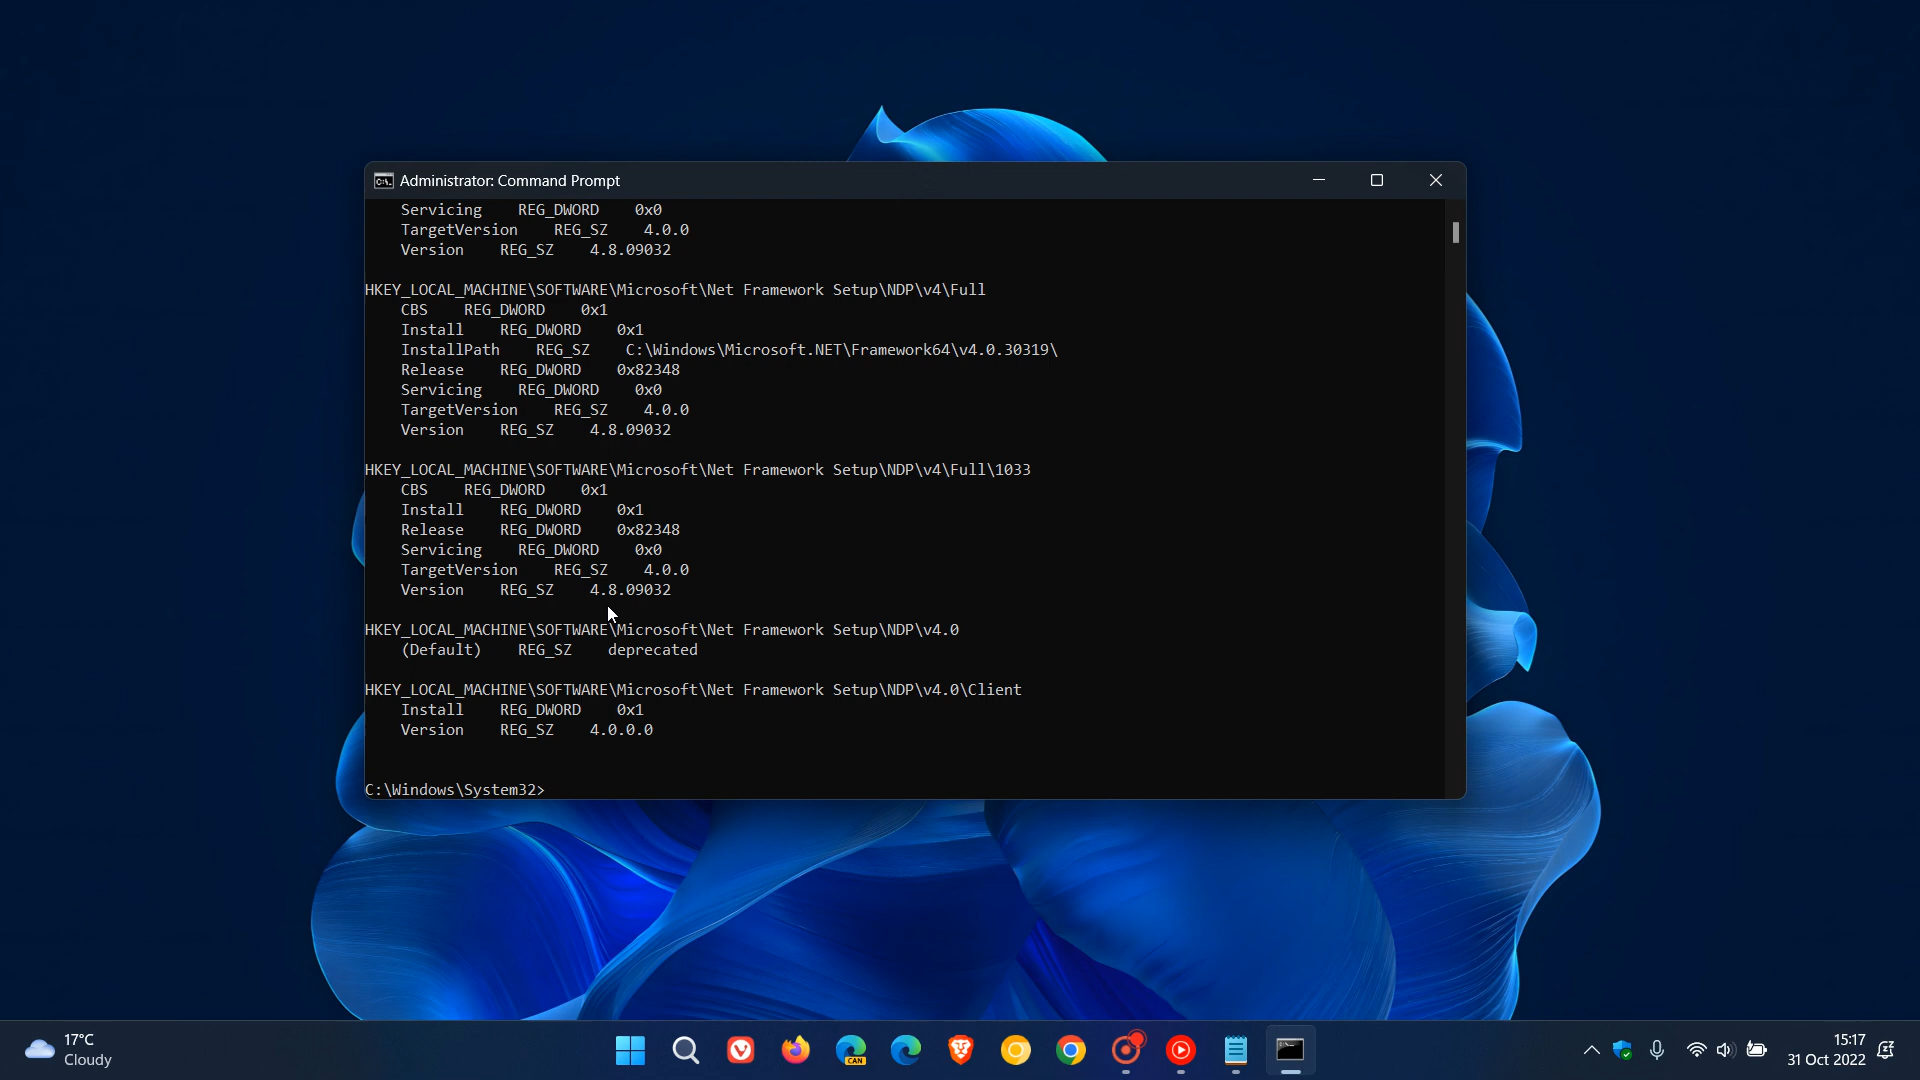 Administrator: Command Prompt
Servicing    REG_DWORD    0x0
TargetVersion    REG_SZ    4.0.0
Version    REG_SZ    4.8.09032
HKEY_LOCAL_MACHINE\SOFTWARE\Microsoft\Net Framework Setup\NDP\v4\Full
CBS    REG_DWORD    0x1
Install    REG_DWORD    0x1
InstallPath    REG_SZ    C:\Windows\Microsoft.NET\Framework64\v4.0.30319\
Release    REG_DWORD    0x82348
Servicing    REG_DWORD    0x0
TargetVersion    REG_SZ    4.0.0
Version    REG_SZ    4.8.09032
HKEY_LOCAL_MACHINE\SOFTWARE\Microsoft\Net Framework Setup\NDP\v4\Full\1033
CBS    REG_DWORD    0x1
Install    REG_DWORD    0x1
Release    REG_DWORD    0x82348
Servicing    REG_DWORD    0x0
TargetVersion    REG_SZ    4.0.0
Version    REG_SZ    4.8.09032
HKEY_LOCAL_MACHINE\SOFTWARE\Microsoft\Net Framework Setup\NDP\v4.0
(Default)    REG_SZ    deprecated
HKEY_LOCAL_MACHINE\SOFTWARE\Microsoft\Net Framework Setup\NDP\v4.0\Client
Install    REG_DWORD    0x1
Version    REG_SZ    4.0.0.0
C:\Windows\System32>
17°C
Cloudy
CAN
15:17
31 Oct 2022